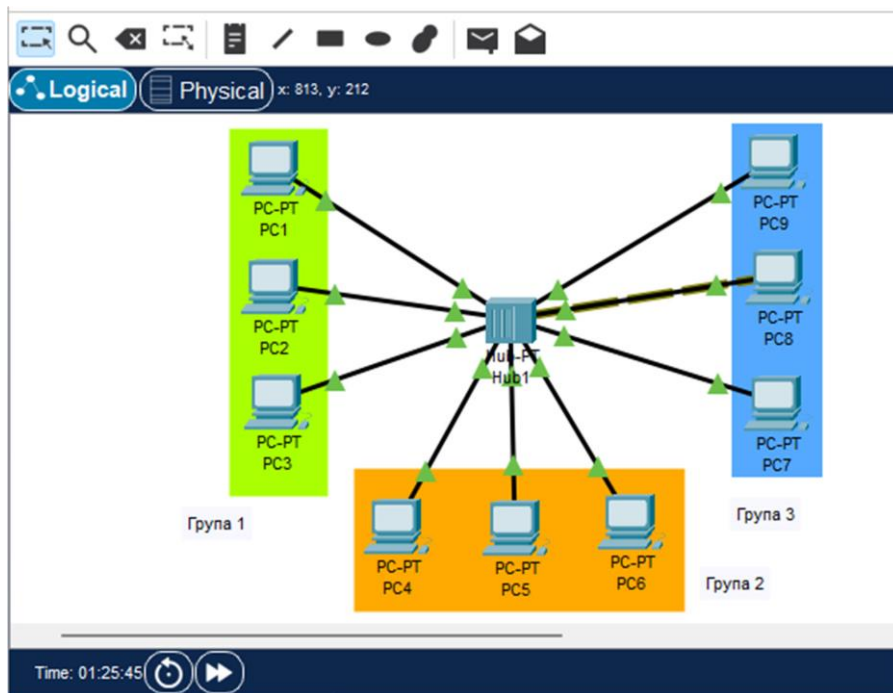 Logical
Physical
x: 813, y: 212
PC-PT
PC1
PC-PT
PC2
PC-PT
PC3
Група 1
Hub-PT
Hub1
PC-PT
PC9
PC-PT
PC8
PC-PT
PC7
Група 3
PC-PT
PC4
PC-PT
PC5
PC-PT
PC6
Група 2
Time: 01:25:45